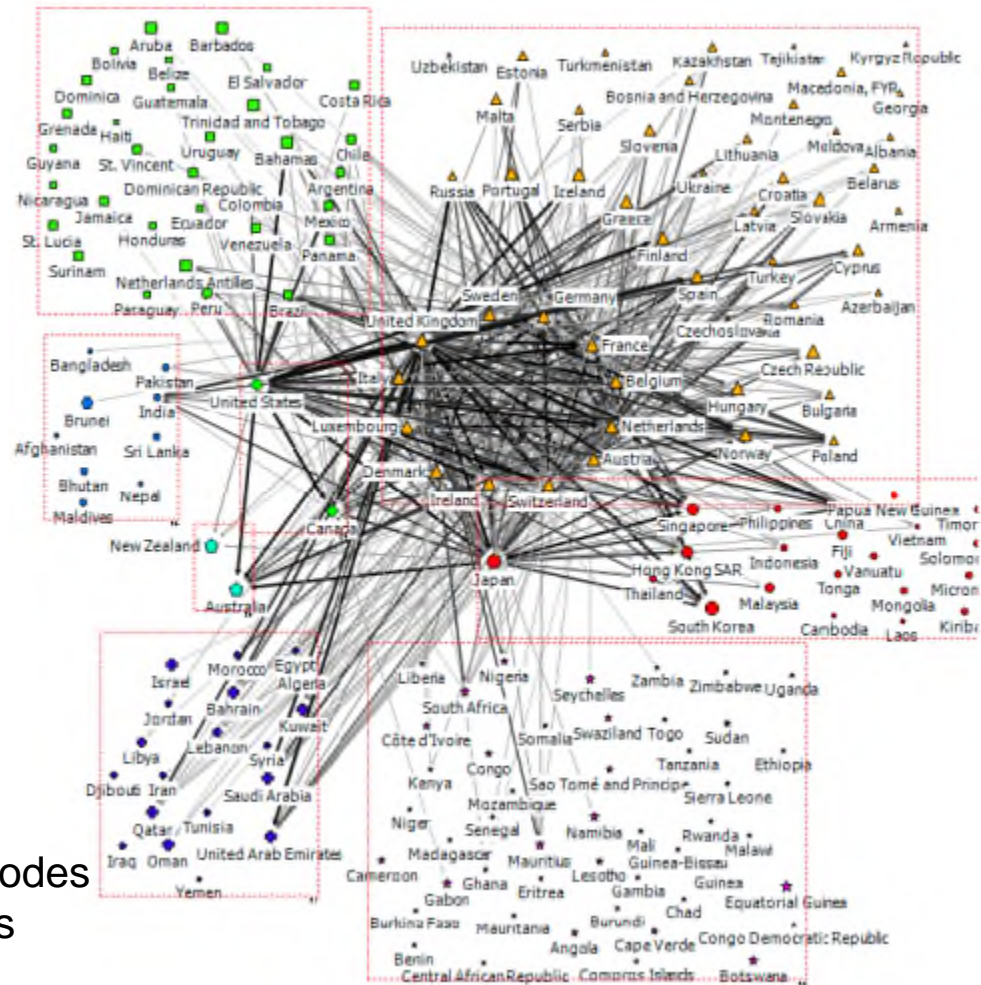 Aruba
Barbados
Bolivia
Belize
El Salvador
Dominica
Guatemala
Costa Rica
Grenada
Trinidad and Tobago
Haiti
Uruguay
Bahamas
Chile
Guyana
St. Vincent
Dominican Republic
Argentina
Nicaragua
Colombia
Jamaica
Ecuador
Mexico
St. Lucia
Honduras
Venezuela
Panama
Surinam
Netherlands Antilles
Paraguay
Peru
Brazil
Uzbekistan
Estonia
Turkmenistan
Kazakhstan
Tajikistan
Kyrgyz Republic
Bosnia and Herzegovina
Macedonia, FYR
Georgia
Malta
Serbia
Montenegro
Slovenia
Lithuania
Moldova
Albania
Russia
Portugal
Iceland
Ukraine
Croatia
Belarus
Greece
Latvia
Slovakia
Armenia
Finland
Turkey
Cyprus
Sweden
Germany
Spain
Azerbaijan
United Kingdom
Czechoslovakia
Romania
France
Czech Republic
Italy
Belgium
Hungary
Bulgaria
Luxembourg
Netherlands
Denmark
Austria
Norway
Poland
Ireland
Switzerland
Bangladesh
Pakistan
United States
Brunei
India
Afghanistan
Sri Lanka
Bhutan
Nepal
Maldives
Canada
New Zealand
Australia
Japan
Singapore
Philippines
Papua New Guinea
China
Timor
Vietnam
Hong Kong SAR
Indonesia
Fiji
Solomon
Thailand
Vanuatu
Tonga
Malaysia
Micron
South Korea
Mongolia
Cambodia
Laos
Kiriba
Morocco
Egypt
Israel
Algeria
Jordan
Bahrain
Kuwait
Libya
Lebanon
Syria
Djibouti
Iran
Saudi Arabia
Qatar
Tunisia
Iraq
Oman
United Arab Emirates
Yemen
Liberia
Nigeria
Seychelles
Zambia
Zimbabwe
Uganda
South Africa
Côte d'Ivoire
Somalia
Swaziland
Togo
Sudan
Kenya
Congo
Tanzania
Ethiopia
Sao Tomé and Principe
Sierra Leone
Mozambique
Niger
Senegal
Namibia
Mali
Rwanda
Malawi
Madagascar
Mauritius
Guinea-Bissau
Cameroon
Ghana
Lesotho
Guinea
Gabon
Eritrea
Gambia
Equatorial Guinea
Burkina Faso
Mauritania
Burundi
Chad
Angola
Cape Verde
Congo Democratic Republic
Benin
Central African Republic
Comoros Islands
Botswana
odes
s